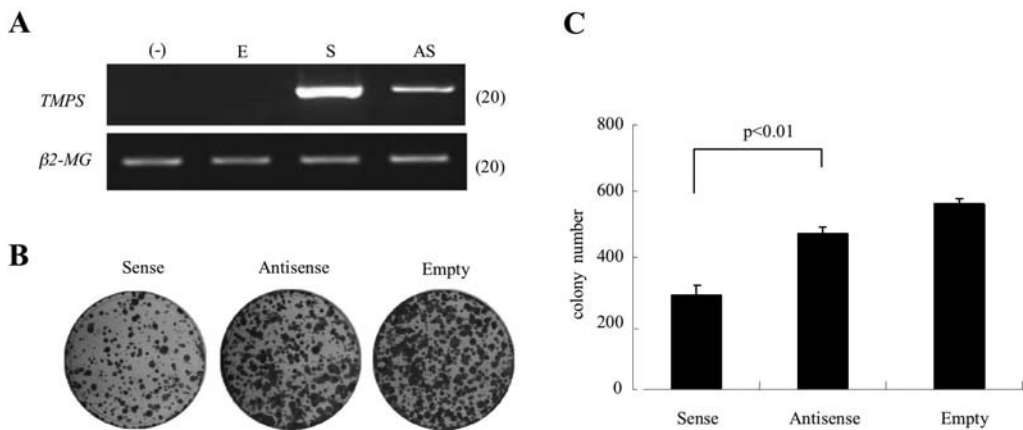 A
(-) E S AS
TMPS (20)
β2-MG (20)
B
Sense Antisense Empty
C
800
p<0.01
600
400
200
0
colony number
Sense Antisense Empty